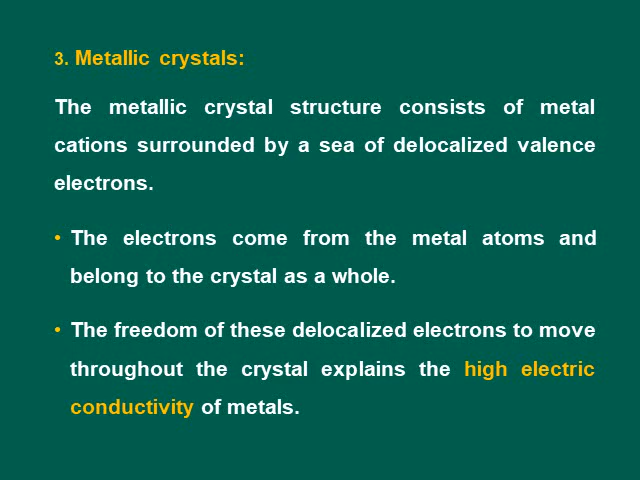 3. Metallic crystals:
The metallic crystal structure consists of metal
cations surrounded by a sea of delocalized valence
electrons.
• The electrons come from the metal atoms and
belong to the crystal as a whole.
• The freedom of these delocalized electrons to move
throughout the crystal explains the high electric
conductivity of metals.